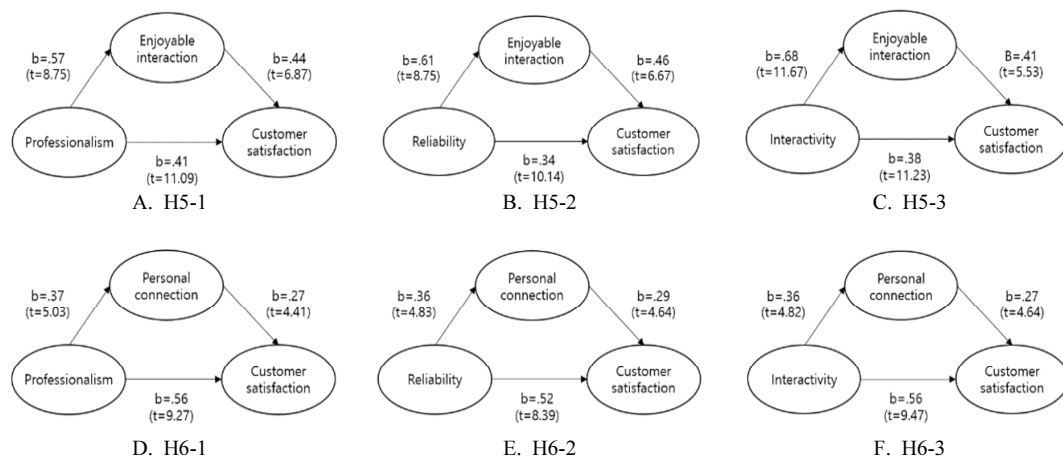 Enjoyable
interaction
b=.57
(t=8.75)
b=.44
(t=6.87)
Professionalism
Customer
satisfaction
b=.41
(t=11.09)
A. H5-1
Enjoyable
interaction
b=.61
(t=8.75)
b=.46
(t=6.67)
Reliability
Customer
satisfaction
b=.34
(t=10.14)
B. H5-2
Enjoyable
interaction
b=.68
(t=11.67)
B=.41
(t=5.53)
Interactivity
Customer
satisfaction
b=.38
(t=11.23)
C. H5-3
Personal
connection
b=.37
(t=5.03)
b=.27
(t=4.41)
Professionalism
Customer
satisfaction
b=.56
(t=9.27)
D. H6-1
Personal
connection
b=.36
(t=4.83)
b=.29
(t=4.64)
Reliability
Customer
satisfaction
b=.52
(t=8.39)
E. H6-2
Personal
connection
b=.36
(t=4.82)
b=.27
(t=4.64)
Interactivity
Customer
satisfaction
b=.56
(t=9.47)
F. H6-3